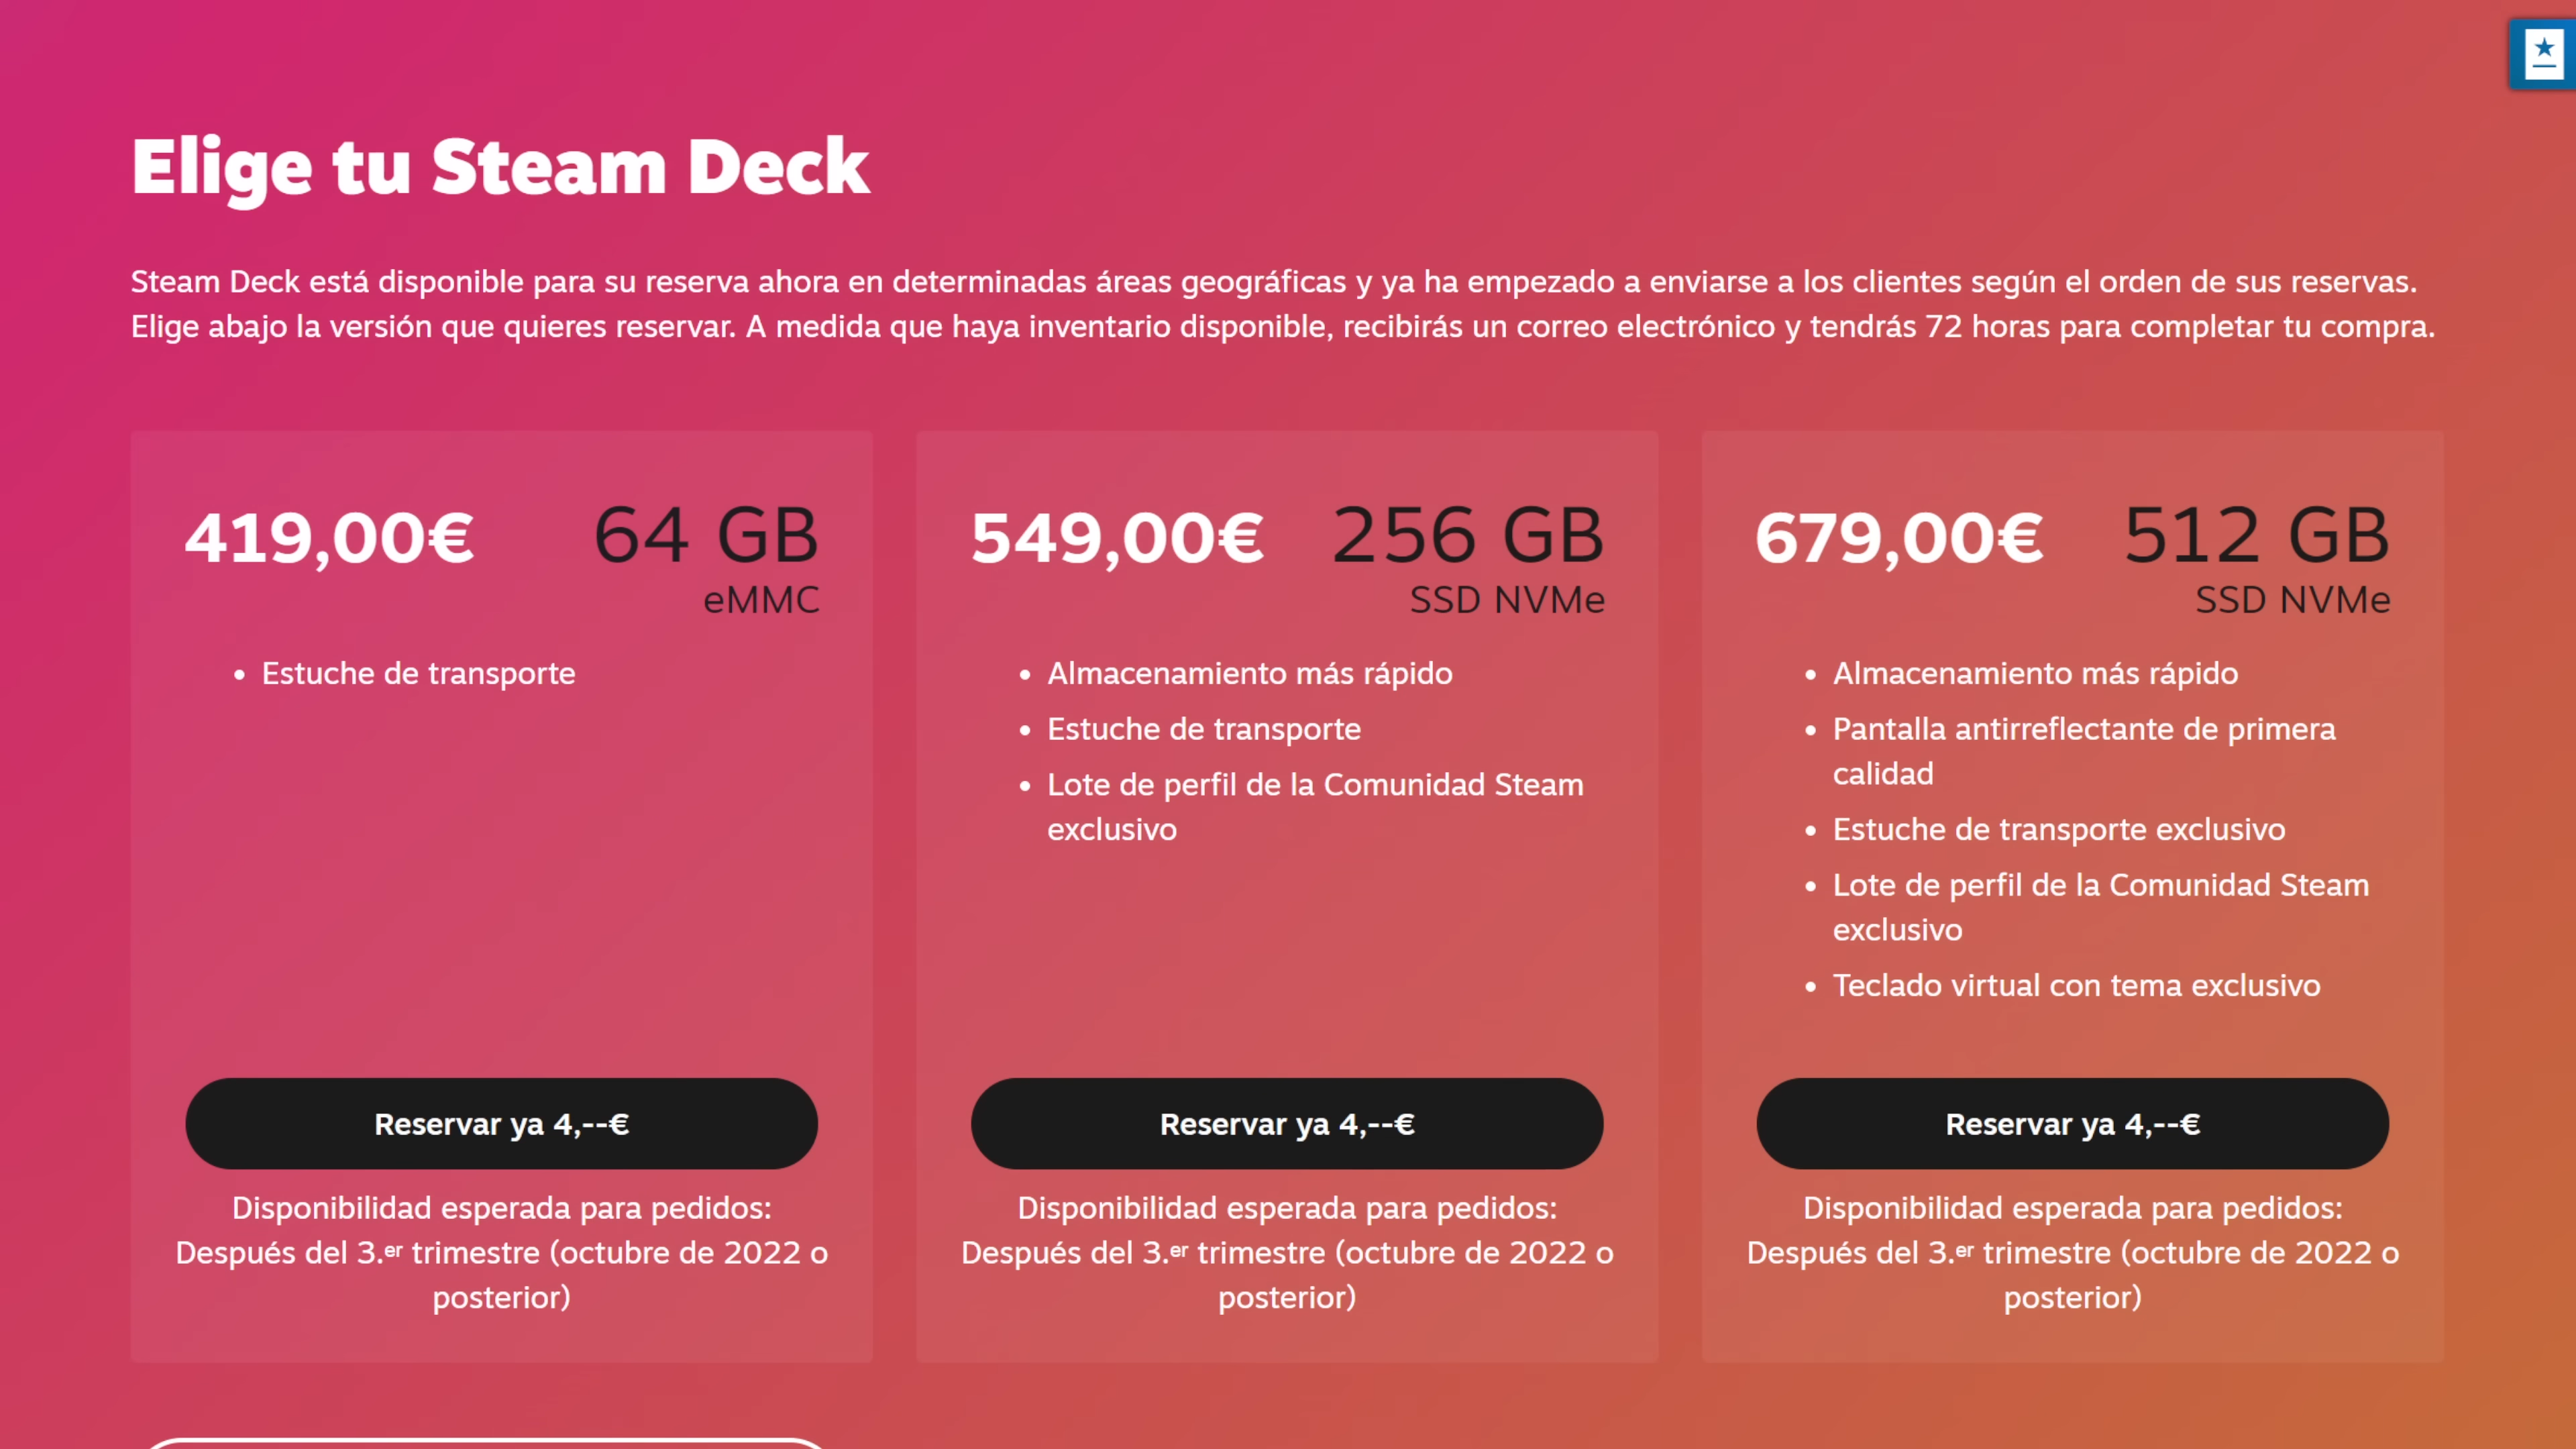 Elige tu Steam Deck
Steam Deck está disponible para su reserva ahora en determinadas áreas geográficas y ya ha empezado a enviarse a los clientes según el orden de sus reservas.
Elige abajo la versión que quieres reservar. A medida que haya inventario disponible, recibirás un correo electrónico y tendrás 72 horas para completar tu compra.
419,00€
64 GB
eMMC
• Estuche de transporte
Reservar ya 4,--€
Disponibilidad esperada para pedidos:
Después del 3.er trimestre (octubre de 2022 o
posterior)
549,00€
256 GB
SSD NVMe
• Almacenamiento más rápido
• Estuche de transporte
• Lote de perfil de la Comunidad Steam
exclusivo
Reservar ya 4,--€
Disponibilidad esperada para pedidos:
Después del 3.er trimestre (octubre de 2022 o
posterior)
679,00€
512 GB
SSD NVMe
• Almacenamiento más rápido
• Pantalla antirreflectante de primera
calidad
• Estuche de transporte exclusivo
• Lote de perfil de la Comunidad Steam
exclusivo
• Teclado virtual con tema exclusivo
Reservar ya 4,--€
Disponibilidad esperada para pedidos:
Después del 3.er trimestre (octubre de 2022 o
posterior)